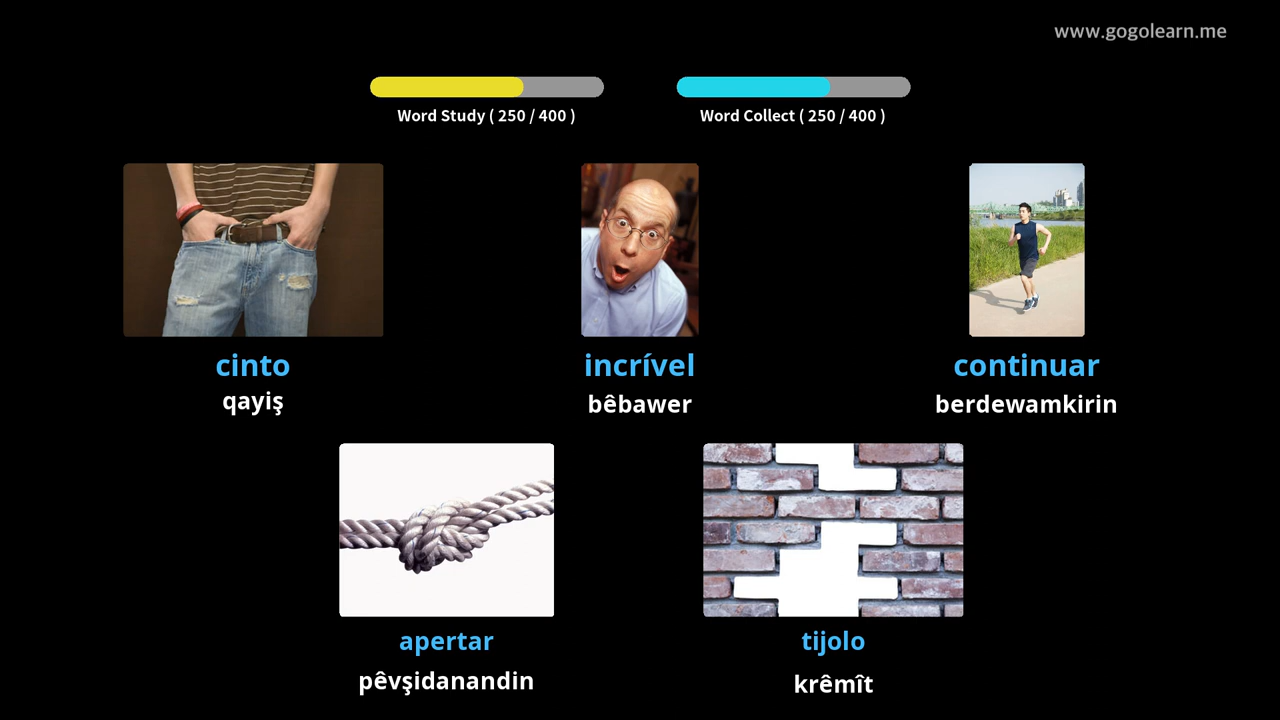 www.gogolearn.me
Word Study ( 250 / 400 )
Word Collect ( 250 / 400 )
cinto
qayiş
incrível
bêbawer
continuar
berdewamkirin
apertar
pêvşidanandin
tijolo
krêmît